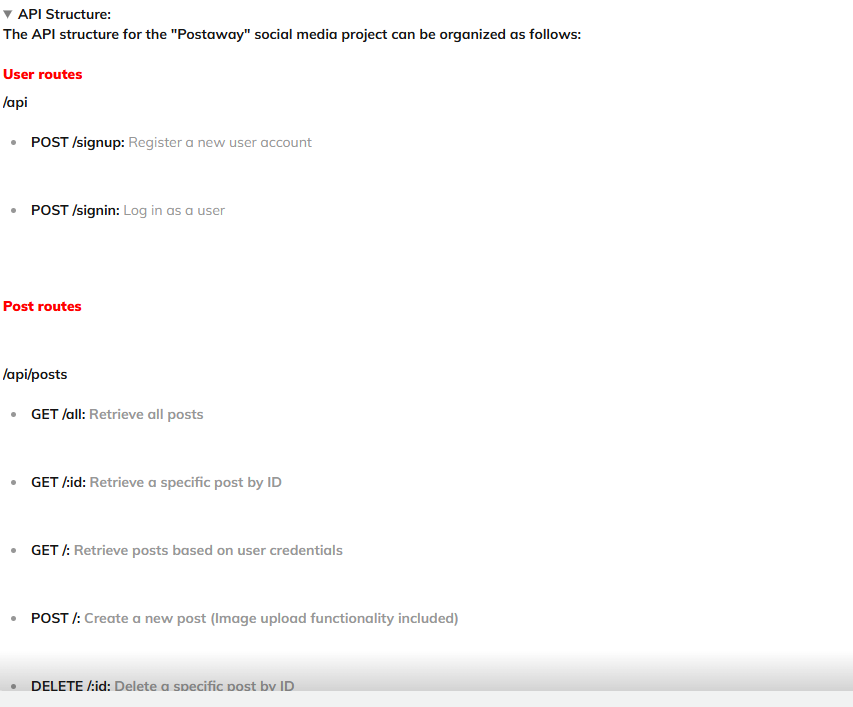 API Structure:
The API structure for the "Postaway" social media project can be organized as follows:
User routes
/api
POST /signup: Register a new user account
POST /signin: Log in as a user
Post routes
/api/posts
GET /all: Retrieve all posts
GET /:id: Retrieve a specific post by ID
GET /: Retrieve posts based on user credentials
POST /: Create a new post (Image upload functionality included)
DELETE /:id: Delete a specific post by ID